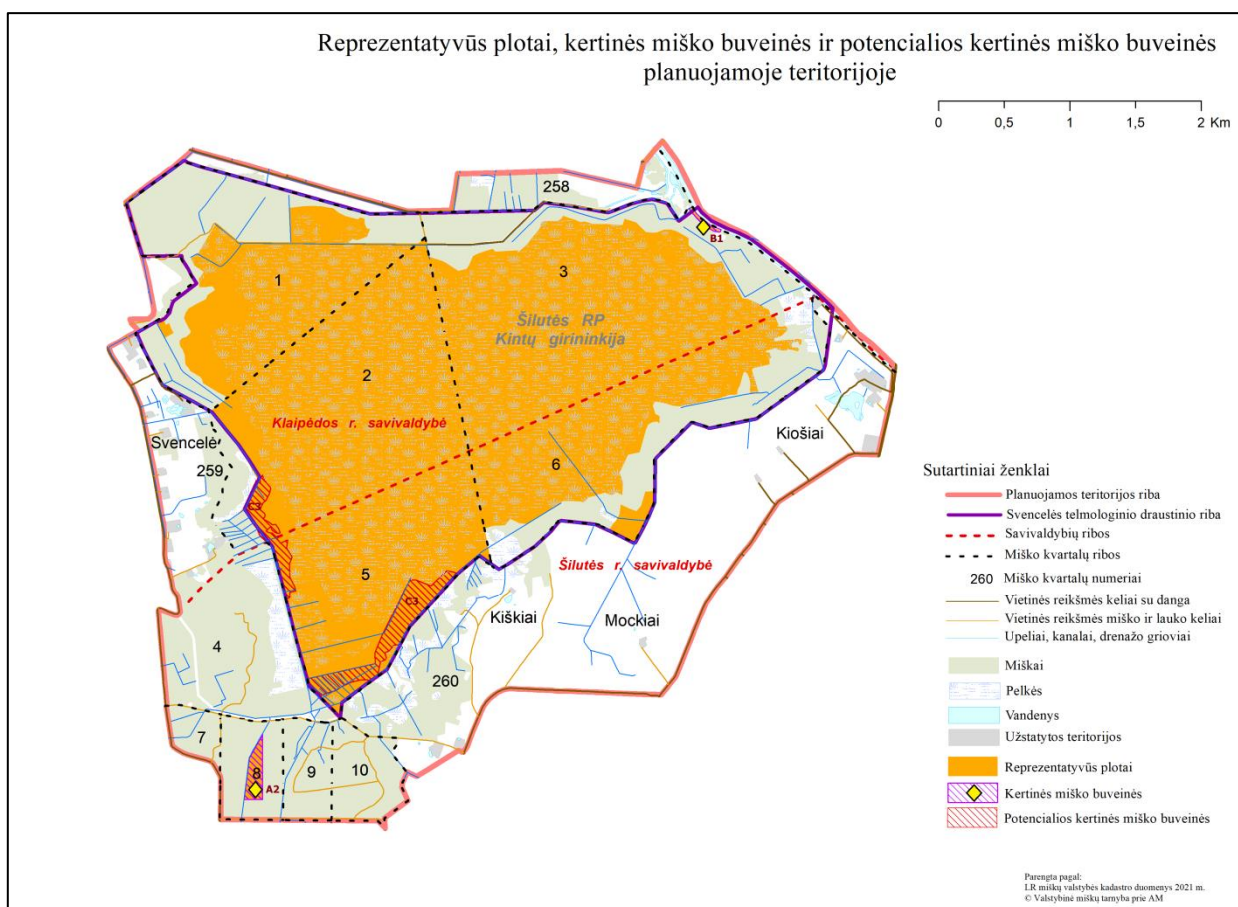 Reprezentatyvūs plotai, kertinės miško buveinės ir potencialios kertinės miško buveinės
planuojamoje teritorijoje
0 0,5 1 1,5 2 Km
258
B1
1
3
Šilutės RP
Kintų girininkija
2
Klaipėdos r. savivaldybė
Svencelė
259
Kiošiai
6
C3
5
Šilutės r. savivaldybė
C3
Kiškiai
Mockiai
4
260
7
8
9
10
A2
Sutartiniai ženklai
Planuojamos teritorijos riba
Svencelės telmologinio draustinio riba
Savivaldybių ribos
Miško kvartalų ribos
260 Miško kvartalų numeriai
Vietinės reikšmės keliai su danga
Vietinės reikšmės miško ir lauko keliai
Upeliai, kanalai, drenažo grioviai
Miškai
Pelkės
Vandenys
Užstatytos teritorijos
Reprezentatyvūs plotai
Kertinės miško buveinės
Potencialios kertinės miško buveinės
Parengta pagal:
LR miškų valstybės kadastro duomenys 2021 m.
© Valstybinė miškų tarnyba prie AM